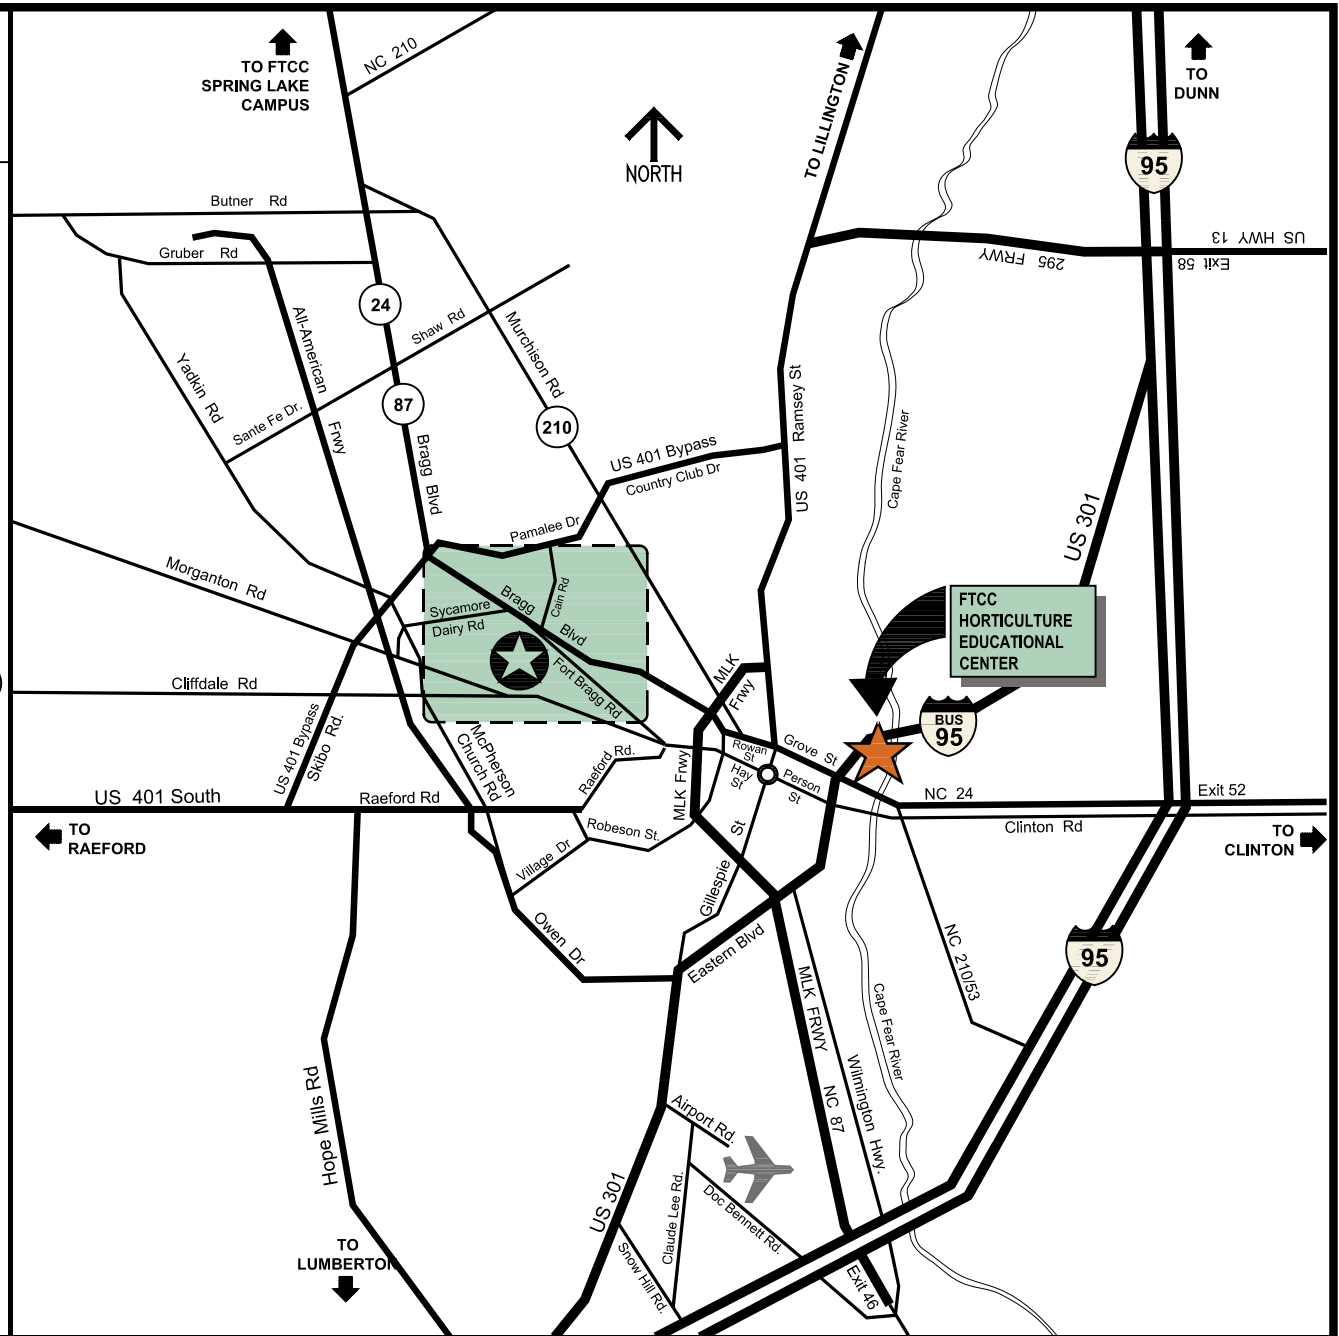 TO FTCC
SPRING LAKE
CAMPUS
NC 210
NORTH
TO LILLINGTON
TO
DUNN
95
Butner Rd
Gruber Rd
US HWY 13
295 FRWY
Exit 58
24
All-American
Frwy
Shaw Rd
Murchison Rd
Yadkin Rd
Sante Fe Dr.
87
Bragg Blvd
210
US 401 Ramsey St
Cape Fear River
US 401 Bypass
Country Club Dr
Pamalee Dr
US 301
Morganton Rd
Sycamore
Dairy Rd
Bragg
Blvd
Cain Rd
Fort Bragg Rd
FTCC
HORTICULTURE
EDUCATIONAL
CENTER
MLK
Frwy
Cliffdale Rd
US 401 Bypass
Skibo Rd.
McPherson
Church Rd
Raeford Rd.
MLK Frwy
Rowan
St
Hay
St
Grove St
Person
St
BUS
95
US 401 South
Raeford Rd
NC 24
Exit 52
Clinton Rd
TO
RAEFORD
TO
CLINTON
Robeson St.
Village Dr
Gillespie St
Owen Dr
Eastern Blvd
NC 210/53
95
MLK FRWY
NC 87
Wilmington Hwy.
Cape Fear River
Hope Mills Rd
Airport Rd.
US 301
Claude Lee Rd.
Doc Bennett Rd.
Snow Hill Rd.
Exit 46
TO
LUMBERTON